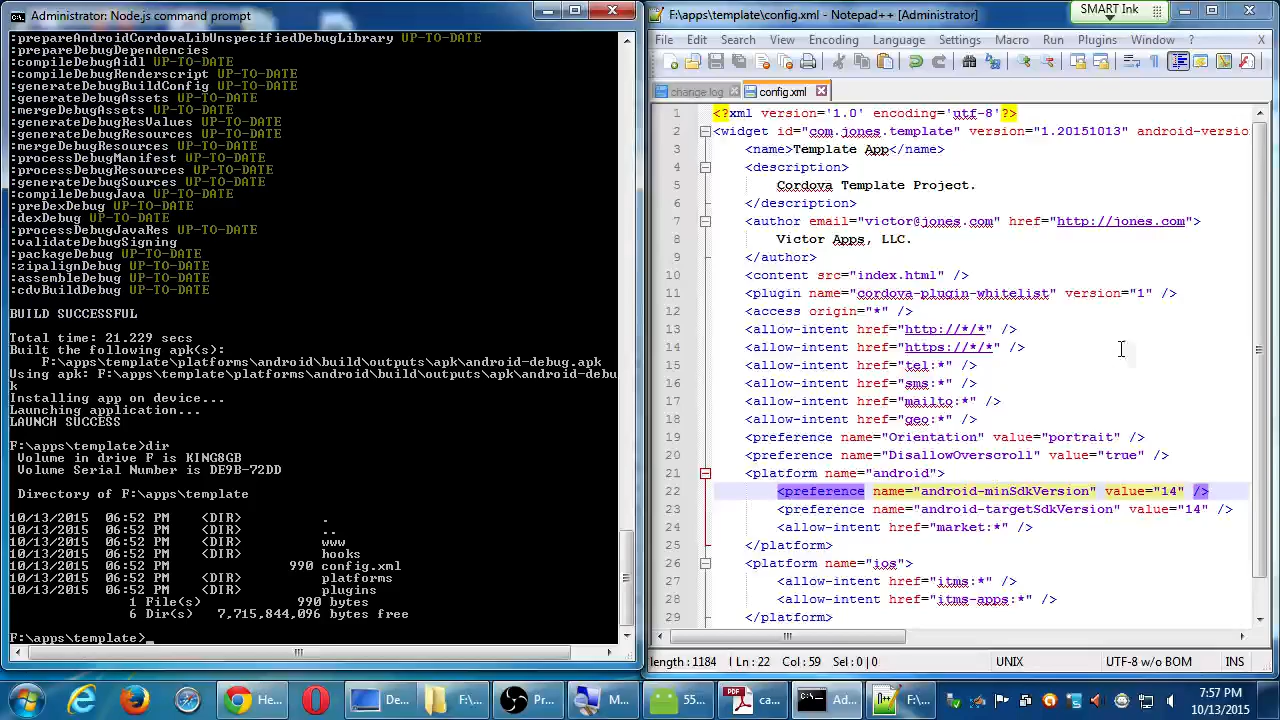 Administrator: Node.js command prompt
:prepareAndroidCordovaLibUnspecifiedDebugLibrary UP-TO-DATE
:prepareDebugDependencies
:compileDebugAidl UP-TO-DATE
:compileDebugRenderscript UP-TO-DATE
:generateDebugBuildConfig UP-TO-DATE
:generateDebugAssets UP-TO-DATE
:mergeDebugAssets UP-TO-DATE
:generateDebugResValues UP-TO-DATE
:generateDebugResources UP-TO-DATE
:mergeDebugResources UP-TO-DATE
:processDebugManifest UP-TO-DATE
:processDebugResources UP-TO-DATE
:generateDebugSources UP-TO-DATE
:compileDebugJava UP-TO-DATE
:preDexDebug UP-TO-DATE
:dexDebug UP-TO-DATE
:processDebugJavaRes UP-TO-DATE
:validateDebugSigning
:packageDebug UP-TO-DATE
:zipalignDebug UP-TO-DATE
:assembleDebug UP-TO-DATE
:cdvBuildDebug UP-TO-DATE
BUILD SUCCESSFUL
Total time: 21.229 secs
Built the following apk(s):
F:\apps\template\platforms\android\build\outputs\apk\android-debug.apk
Using apk: F:\apps\template\platforms\android\build\outputs\apk\android-debu
k
Installing app on device...
Launching application...
LAUNCH SUCCESS
F:\apps\template>dir
Volume in drive F is KING8GB
Volume Serial Number is DE9B-72DD
Directory of F:\apps\template
10/13/2015 06:52 PM <DIR> .
10/13/2015 06:52 PM <DIR> ..
10/13/2015 06:52 PM <DIR> www
10/13/2015 06:52 PM <DIR> hooks
10/13/2015 06:52 PM 990 config.xml
10/13/2015 06:52 PM <DIR> platforms
10/13/2015 06:52 PM <DIR> plugins
1 File(s) 990 bytes
6 Dir(s) 7,715,844,096 bytes free
F:\apps\template>_
F:\apps\template\config.xml - Notepad++ [Administrator]
SMART Ink
File Edit Search View Encoding Language Settings Macro Run Plugins Window ? X
change log config.xml
1 <?xml version='1.0' encoding='utf-8'?>
2 <widget id="com.jones.template" version="1.20151013" android-versio
3 <name>Template App</name>
4 <description>
5 Cordova Template Project.
6 </description>
7 <author email="victor@jones.com" href="http://jones.com">
8 Victor Apps, LLC.
9 </author>
10 <content src="index.html" />
11 <plugin name="cordova-plugin-whitelist" version="1" />
12 <access origin="*" />
13 <allow-intent href="http://*/*" />
14 <allow-intent href="https://*/*" />
15 <allow-intent href="tel:*" />
16 <allow-intent href="sms:*" />
17 <allow-intent href="mailto:*" />
18 <allow-intent href="geo:*" />
19 <preference name="Orientation" value="portrait" />
20 <preference name="DisallowOverscroll" value="true" />
21 <platform name="android">
22 <preference name="android-minSdkVersion" value="14" />
23 <preference name="android-targetSdkVersion" value="14" />
24 <allow-intent href="market:*" />
25 </platform>
26 <platform name="ios">
27 <allow-intent href="itms:*" />
28 <allow-intent href="itms-apps:*" />
29 </platform>
length : 1184 Ln : 22 Col : 59 Sel : 0 | 0 UNIX UTF-8 w/o BOM INS
He... De... F:\... Pr... M... 55... ca... Ad... F:\... 7:57 PM
10/13/2015